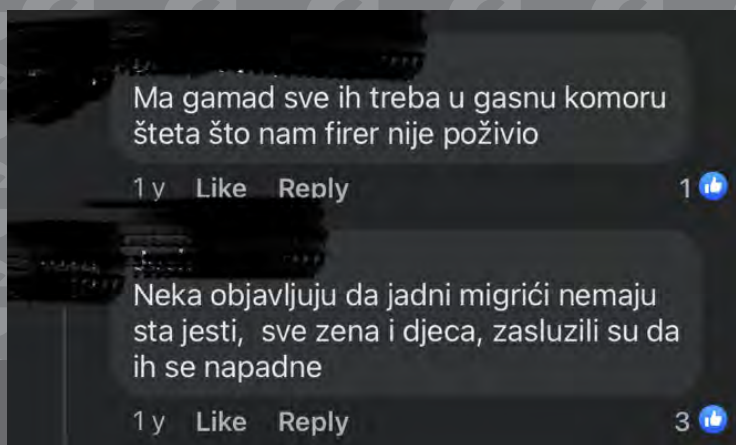 Ma gamad sve ih treba u gasnu komoru
šteta što nam firer nije poživio
1 y Like Reply 1
Neka objavljuju da jadni migrići nemaju
sta jesti, sve zena i djeca, zasluzili su da
ih se napadne
1 y Like Reply 3